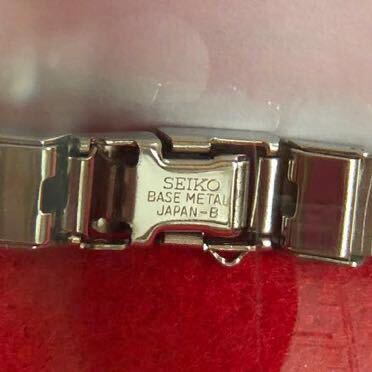 SEIKO
BASE METAL
JAPAN-B